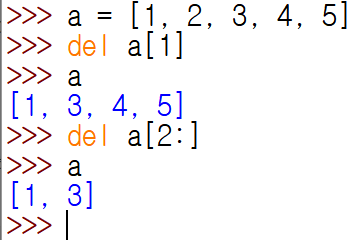 >>> a = [1, 2, 3, 4, 5]
>>> del a[1]
>>> a
[1, 3, 4, 5]
>>> del a[2:]
>>> a
[1, 3]
>>>